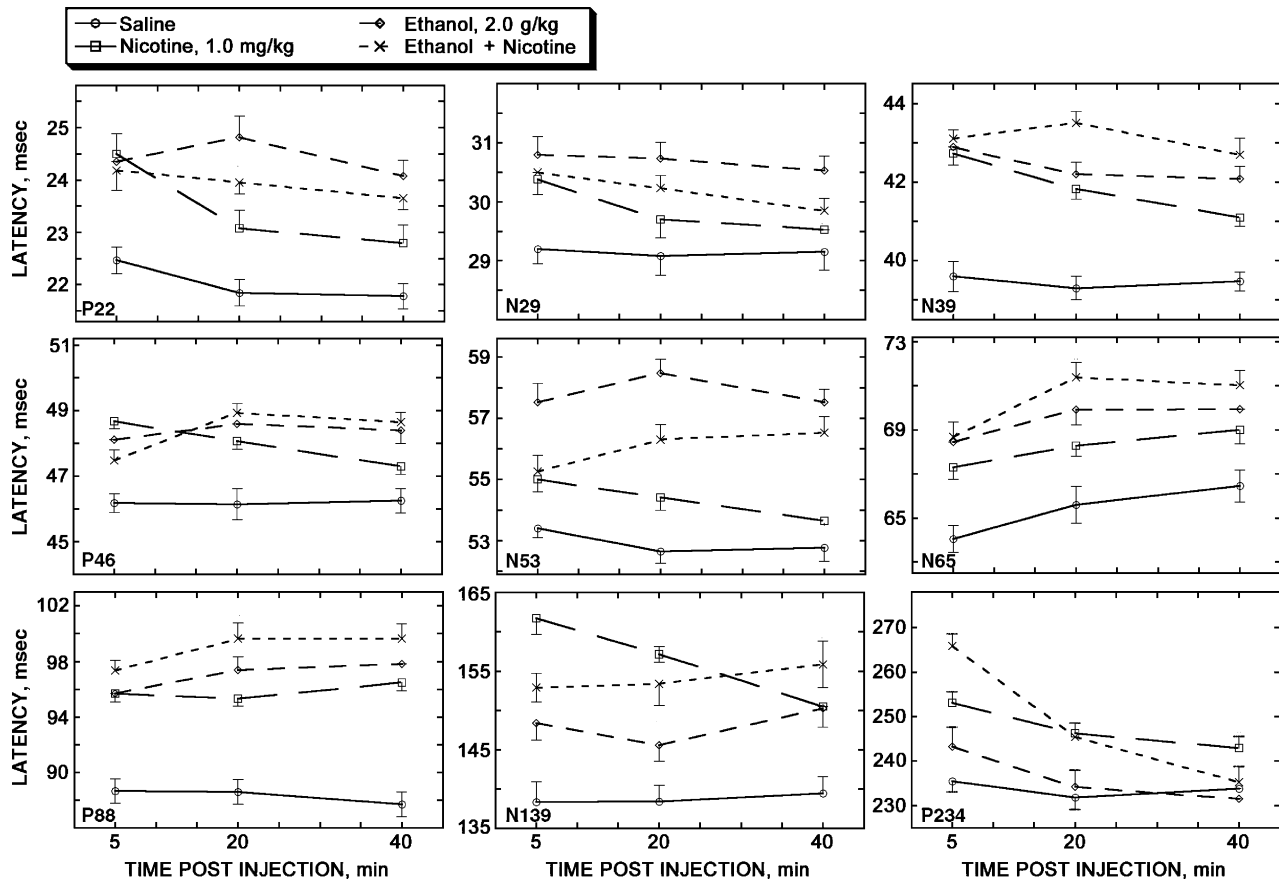 Saline
Ethanol, 2.0 g/kg
Nicotine, 1.0 mg/kg
Ethanol + Nicotine
LATENCY, msec
25
24
23
22
P22
31
30
29
N29
44
42
40
N39
LATENCY, msec
51
49
47
45
P46
59
57
55
53
N53
73
69
65
N65
LATENCY, msec
102
98
94
90
P88
5
20
40
TIME POST INJECTION, min
165
155
145
135
N139
5
20
40
TIME POST INJECTION, min
270
260
250
240
230
P234
5
20
40
TIME POST INJECTION, min